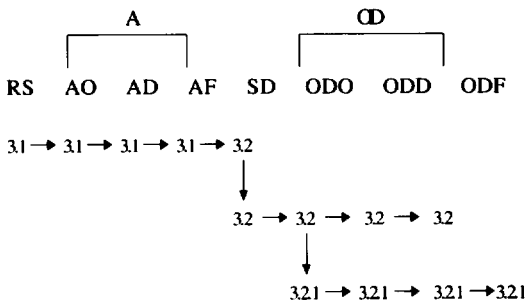 A OD
RS AO AD AF SD ODO ODD ODF
3.1 → 3.1 → 3.1 → 3.1 → 3.2
3.2 → 3.2 → 3.2 → 3.2
3.21 → 3.21 → 3.21 → 3.21